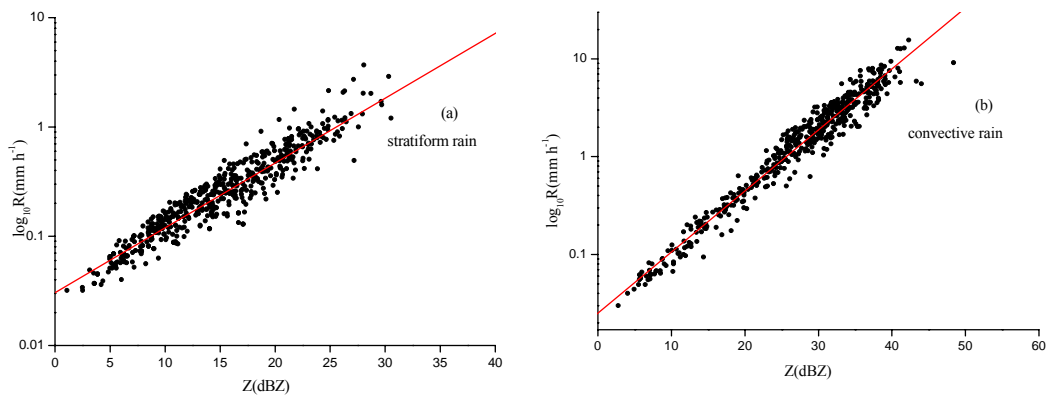 10
1
0.1
0.01
log10R(mm h-1)
(a)
stratiform rain
0 5 10 15 20 25 30 35 40
Z(dBZ)
10
1
0.1
log10R(mm h-1)
(b)
convective rain
0 10 20 30 40 50 60
Z(dBZ)